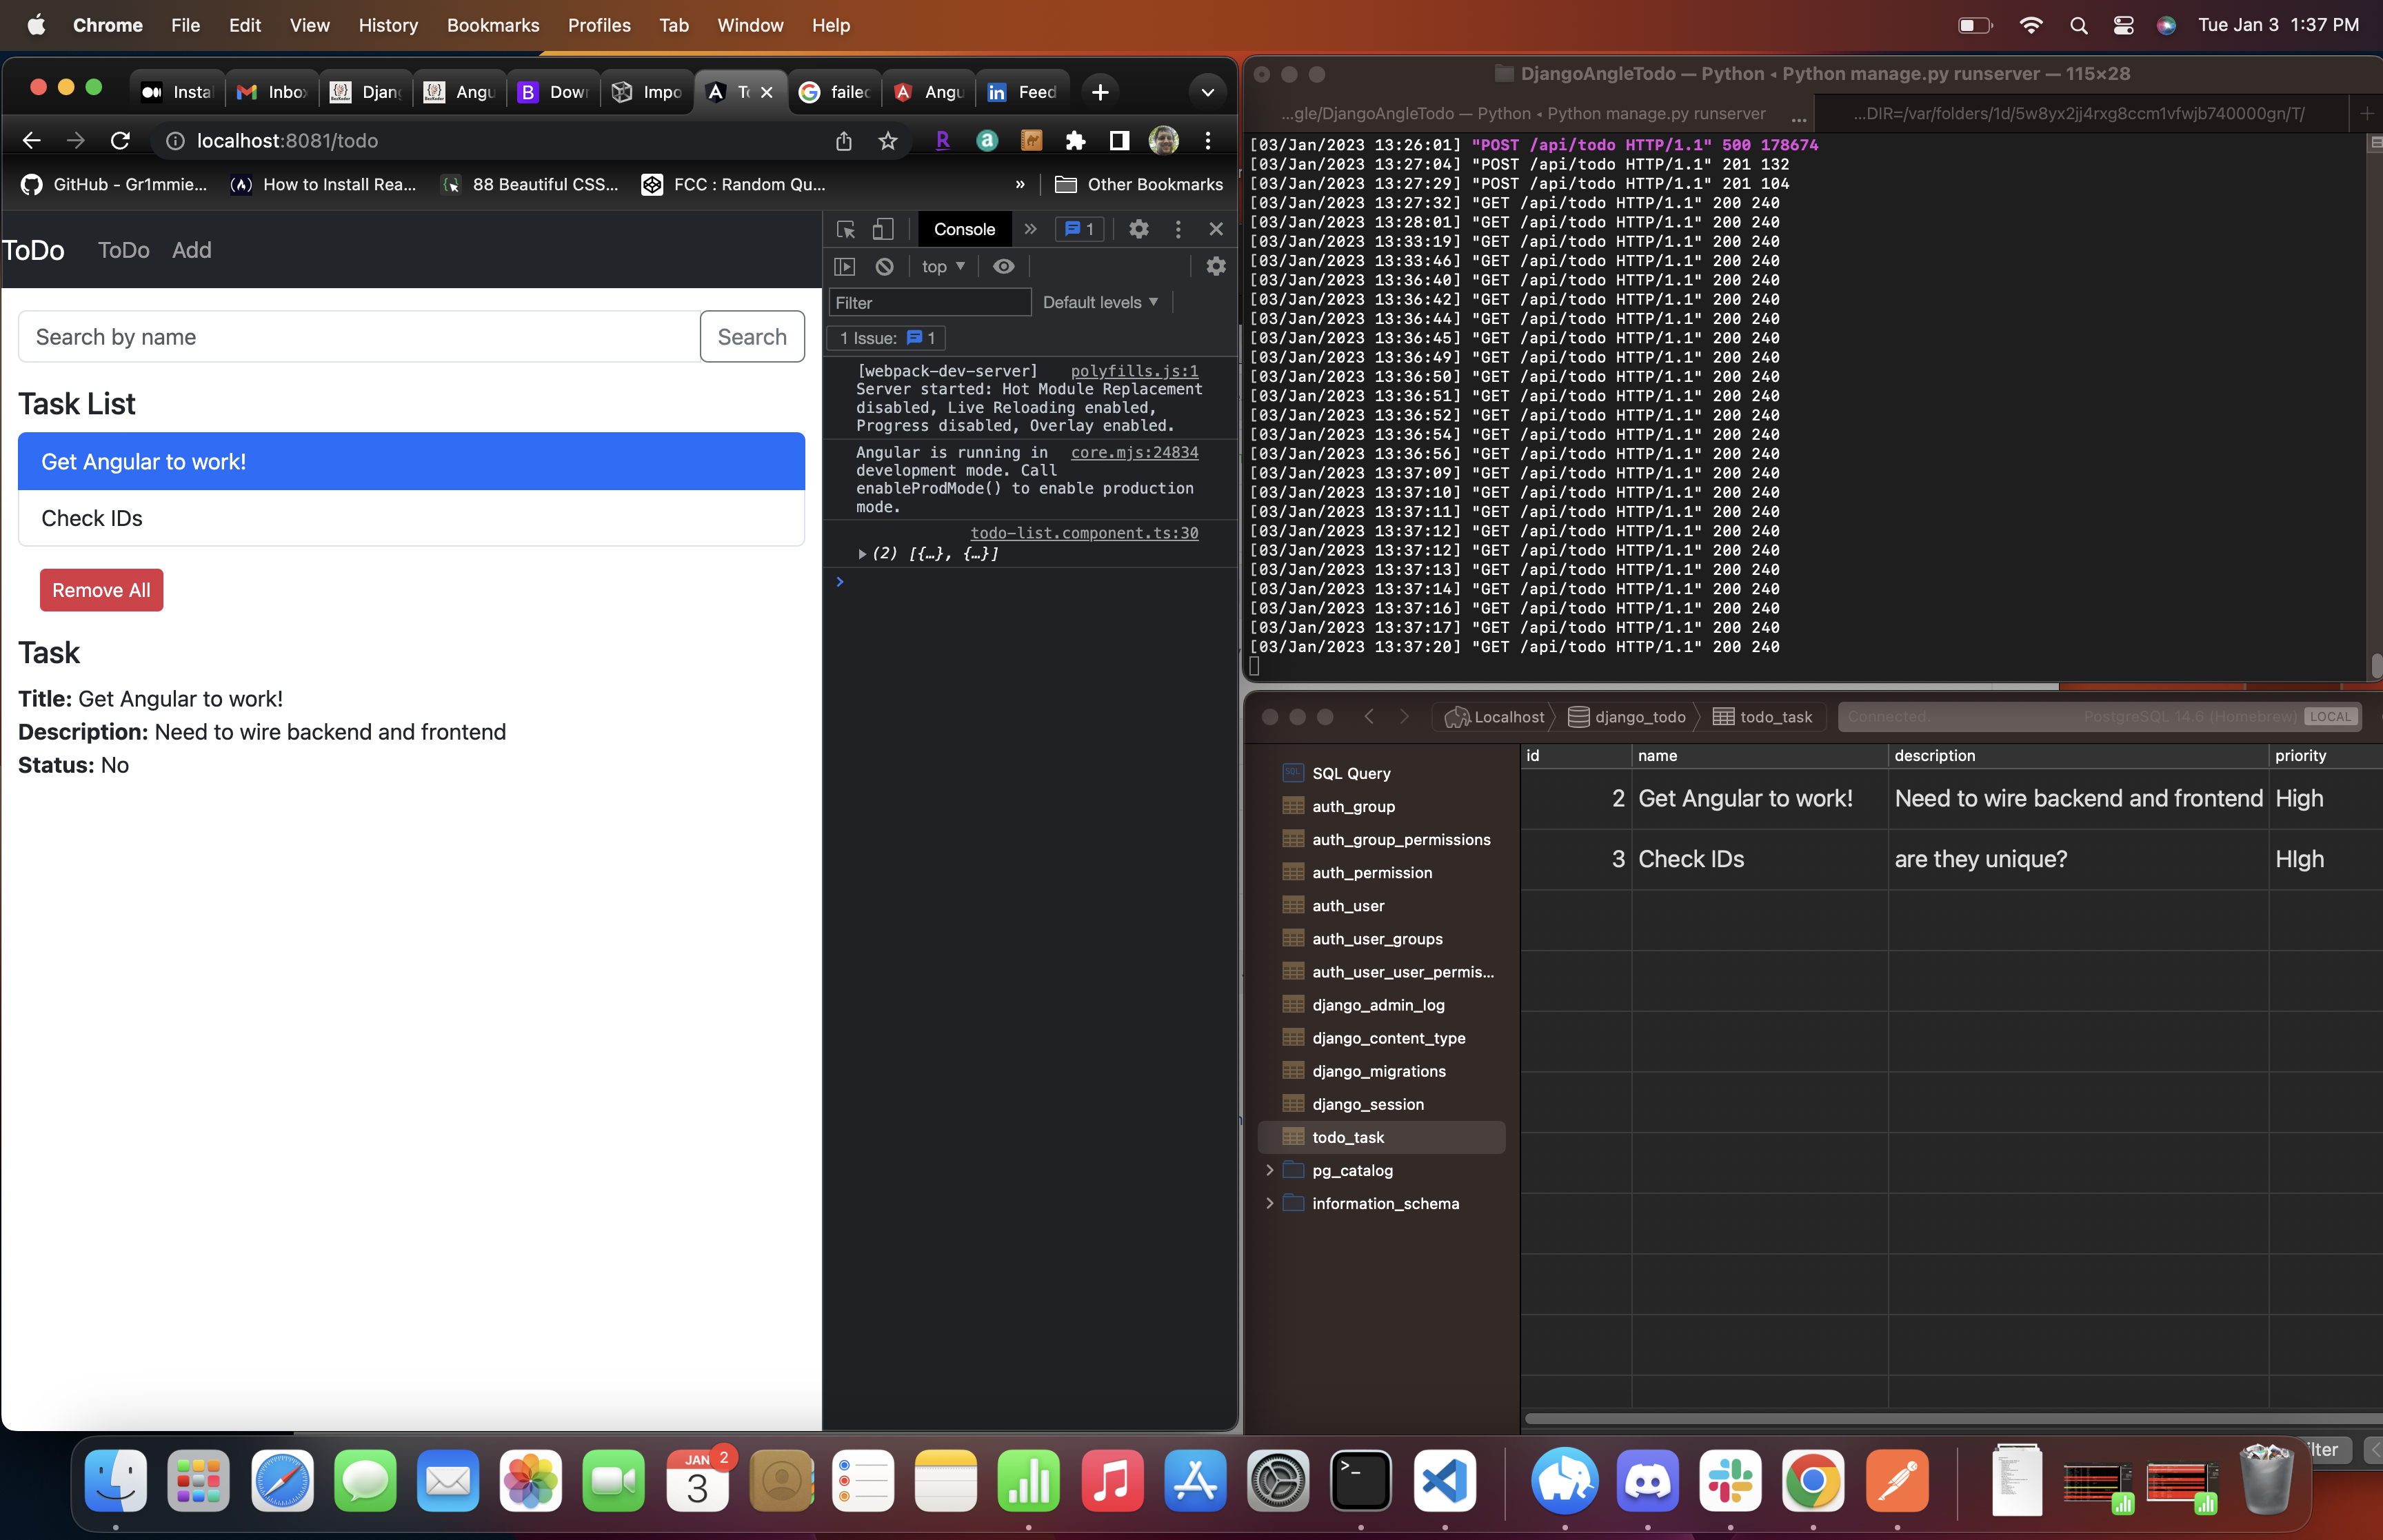 Chrome File Edit View History Bookmarks Profiles Tab Window Help
Tue Jan 3 1:37 PM
Insta
Inbo
Djan
Angu
Dow
Impo
failed
Angu
Feed
localhost:8081/todo
GitHub - Gr1mmie...
How to Install Rea...
88 Beautiful CSS...
FCC : Random Qu...
»
Other Bookmarks
ToDo ToDo Add
Search by name
Search
Task List
Get Angular to work!
Check IDs
Remove All
Task
Title: Get Angular to work!
Description: Need to wire backend and frontend
Status: No
Console » 1
top
Filter
Default levels
1 Issue: 1
[webpack-dev-server] polyfills.js:1
Server started: Hot Module Replacement
disabled, Live Reloading enabled,
Progress disabled, Overlay enabled.
Angular is running in core.mjs:24834
development mode. Call
enableProdMode() to enable production
mode.
todo-list.component.ts:30
(2) [{…}, {…}]
DjangoAngleTodo — Python ◂ Python manage.py runserver — 115×28
...gle/DjangoAngleTodo — Python ◂ Python manage.py runserver ...
...DIR=/var/folders/1d/5w8yx2jj4rxg8ccm1vfwjb740000gn/T/
[03/Jan/2023 13:26:01] "POST /api/todo HTTP/1.1" 500 178674
[03/Jan/2023 13:27:04] "POST /api/todo HTTP/1.1" 201 132
[03/Jan/2023 13:27:29] "POST /api/todo HTTP/1.1" 201 104
[03/Jan/2023 13:27:32] "GET /api/todo HTTP/1.1" 200 240
[03/Jan/2023 13:28:01] "GET /api/todo HTTP/1.1" 200 240
[03/Jan/2023 13:33:19] "GET /api/todo HTTP/1.1" 200 240
[03/Jan/2023 13:33:46] "GET /api/todo HTTP/1.1" 200 240
[03/Jan/2023 13:36:40] "GET /api/todo HTTP/1.1" 200 240
[03/Jan/2023 13:36:42] "GET /api/todo HTTP/1.1" 200 240
[03/Jan/2023 13:36:44] "GET /api/todo HTTP/1.1" 200 240
[03/Jan/2023 13:36:45] "GET /api/todo HTTP/1.1" 200 240
[03/Jan/2023 13:36:49] "GET /api/todo HTTP/1.1" 200 240
[03/Jan/2023 13:36:50] "GET /api/todo HTTP/1.1" 200 240
[03/Jan/2023 13:36:51] "GET /api/todo HTTP/1.1" 200 240
[03/Jan/2023 13:36:52] "GET /api/todo HTTP/1.1" 200 240
[03/Jan/2023 13:36:54] "GET /api/todo HTTP/1.1" 200 240
[03/Jan/2023 13:36:56] "GET /api/todo HTTP/1.1" 200 240
[03/Jan/2023 13:37:09] "GET /api/todo HTTP/1.1" 200 240
[03/Jan/2023 13:37:10] "GET /api/todo HTTP/1.1" 200 240
[03/Jan/2023 13:37:11] "GET /api/todo HTTP/1.1" 200 240
[03/Jan/2023 13:37:12] "GET /api/todo HTTP/1.1" 200 240
[03/Jan/2023 13:37:12] "GET /api/todo HTTP/1.1" 200 240
[03/Jan/2023 13:37:13] "GET /api/todo HTTP/1.1" 200 240
[03/Jan/2023 13:37:14] "GET /api/todo HTTP/1.1" 200 240
[03/Jan/2023 13:37:16] "GET /api/todo HTTP/1.1" 200 240
[03/Jan/2023 13:37:17] "GET /api/todo HTTP/1.1" 200 240
[03/Jan/2023 13:37:20] "GET /api/todo HTTP/1.1" 200 240
Localhost django_todo todo_task
Connected. PostgreSQL 14.6 (Homebrew) LOCAL
SQL Query
auth_group
auth_group_permissions
auth_permission
auth_user
auth_user_groups
auth_user_user_permis...
django_admin_log
django_content_type
django_migrations
django_session
todo_task
pg_catalog
information_schema
id name description priority
2 Get Angular to work! Need to wire backend and frontend High
3 Check IDs are they unique? HIgh
JAN
3
2